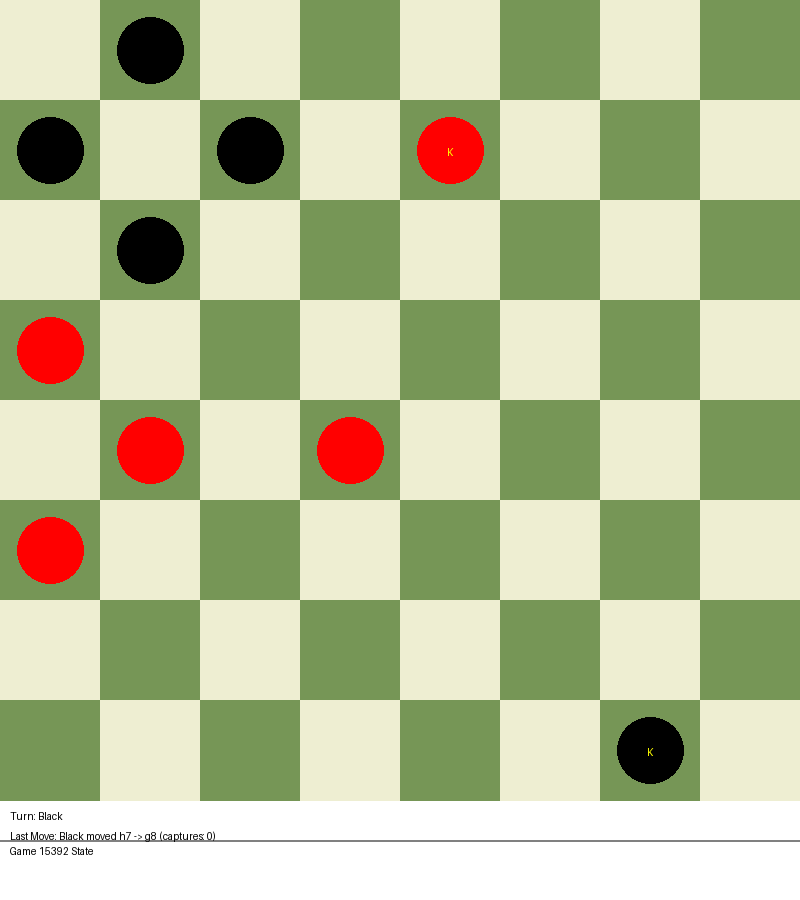 K
K
Turn: Black
Last Move: Black moved h7 -> g8 (captures: 0)
Game 15392 State